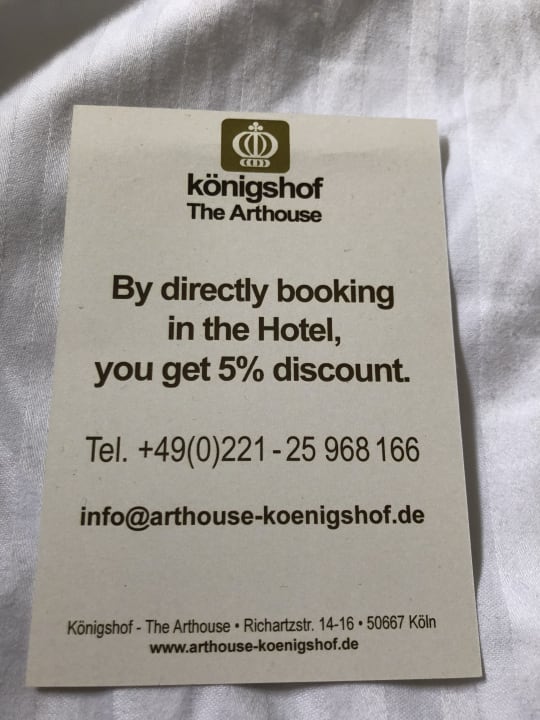 königshof
The Arthouse
By directly booking
in the Hotel,
you get 5% discount.
Tel. +49(0)221 - 25 968 166
info@arthouse-koenigshof.de
Königshof - The Arthouse • Richartzstr. 14-16 • 50667 Köln
www.arthouse-koenigshof.de